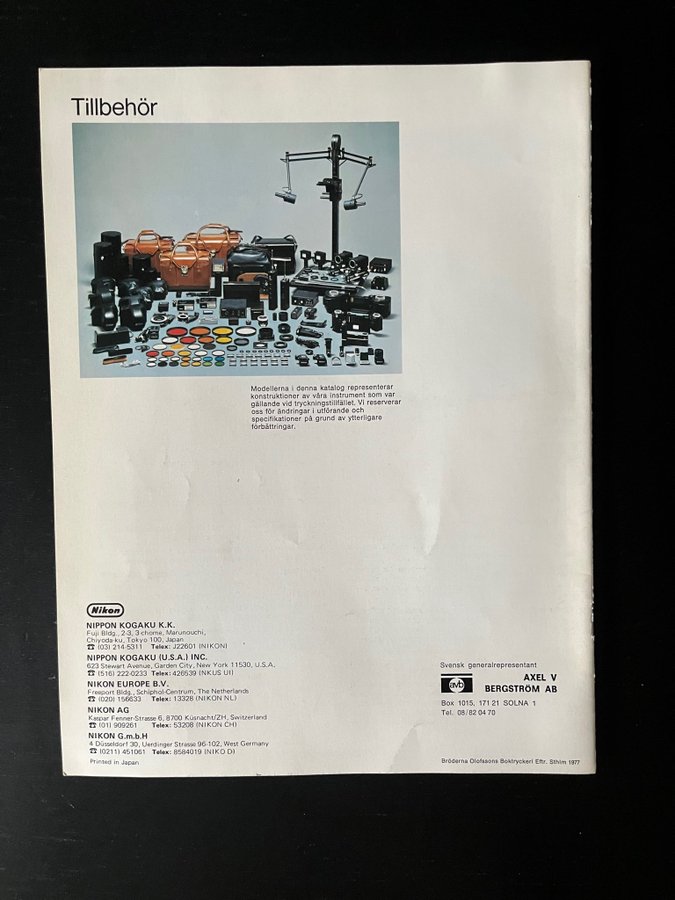 Tillbehör
Modellerna i denna katalog representerar
konstruktioner av våra instrument som var
gällande vid tryckningstillfället. Vi reserverar
oss för ändringar i utförande och
specifikationer på grund av ytterligare
förbättringar.
Nikon
NIPPON KOGAKU K.K.
Fuji Bldg., 2-3, 3 chome, Marunouchi,
Chiyoda-ku, Tokyo 100, Japan
☎ (03) 214-5311 Telex: J22601 (NIKON)
NIPPON KOGAKU (U.S.A.) INC.
623 Stewart Avenue, Garden City, New York 11530, U.S.A.
☎ (516) 222-0233 Telex: 426539 (NKUS UI)
NIKON EUROPE B.V.
Freeport Bldg., Schiphol-Centrum, The Netherlands
☎ (020) 156633 Telex: 13328 (NIKON NL)
NIKON AG
Kaspar Fenner-Strasse 6, 8700 Küsnacht/ZH, Switzerland
☎ (01) 909261 Telex: 53208 (NIKON CH)
NIKON G.m.b.H
4 Düsseldorf 30, Uerdinger Strasse 96-102, West Germany
☎ (0211) 451061 Telex: 8584019 (NIKO D)
Printed in Japan
Svensk generalrepresentant
avb
AXEL V
BERGSTRÖM AB
Box 1015, 171 21 SOLNA 1
Tel. 08/82 04 70
Bröderna Olofssons Boktryckeri Eftr. Sthlm 1977